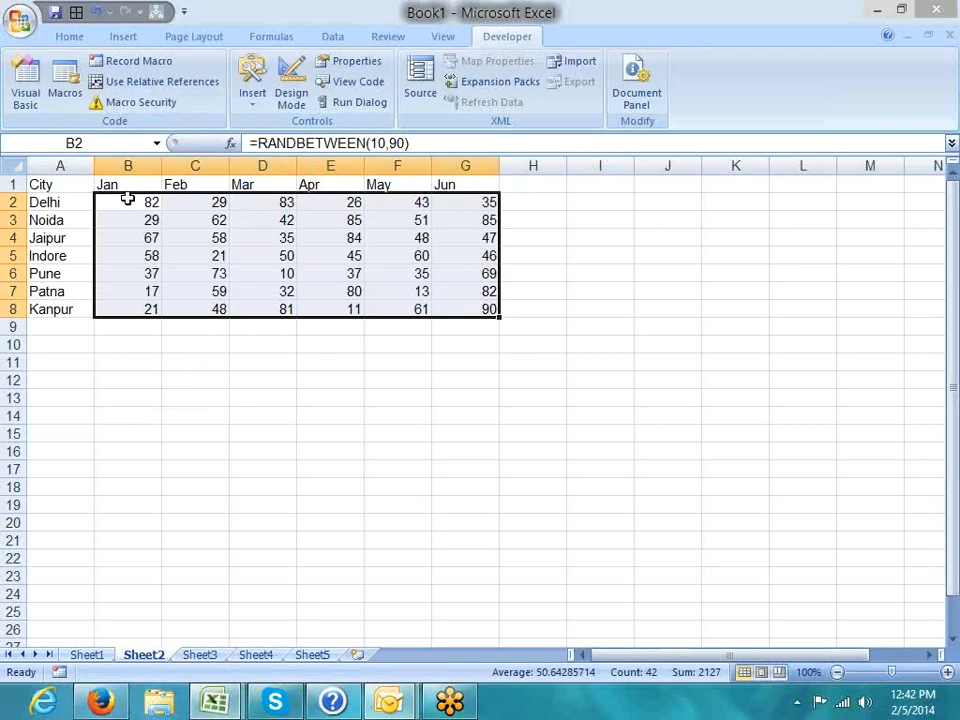 Book1 - Microsoft Excel
Home Insert Page Layout Formulas Data Review View Developer
Visual Basic
Macros
Record Macro
Use Relative References
Macro Security
Code
Insert
Design Mode
Properties
View Code
Run Dialog
Controls
Source
Map Properties
Expansion Packs
Refresh Data
Import
Export
XML
Document Panel
Modify
B2 fx =RANDBETWEEN(10,90)
A B C D E F G H I J K L M N
1 City Jan Feb Mar Apr May Jun
2 Delhi 82 29 83 26 43 35
3 Noida 29 62 42 85 51 85
4 Jaipur 67 58 35 84 48 47
5 Indore 58 21 50 45 60 46
6 Pune 37 73 10 37 35 69
7 Patna 17 59 32 80 13 82
8 Kanpur 21 48 81 11 61 90
9
10
11
12
13
14
15
16
17
18
19
20
21
22
23
24
25
26
27
Sheet1 Sheet2 Sheet3 Sheet4 Sheet5
Ready Average: 50.64285714 Count: 42 Sum: 2127 100%
12:42 PM
2/5/2014